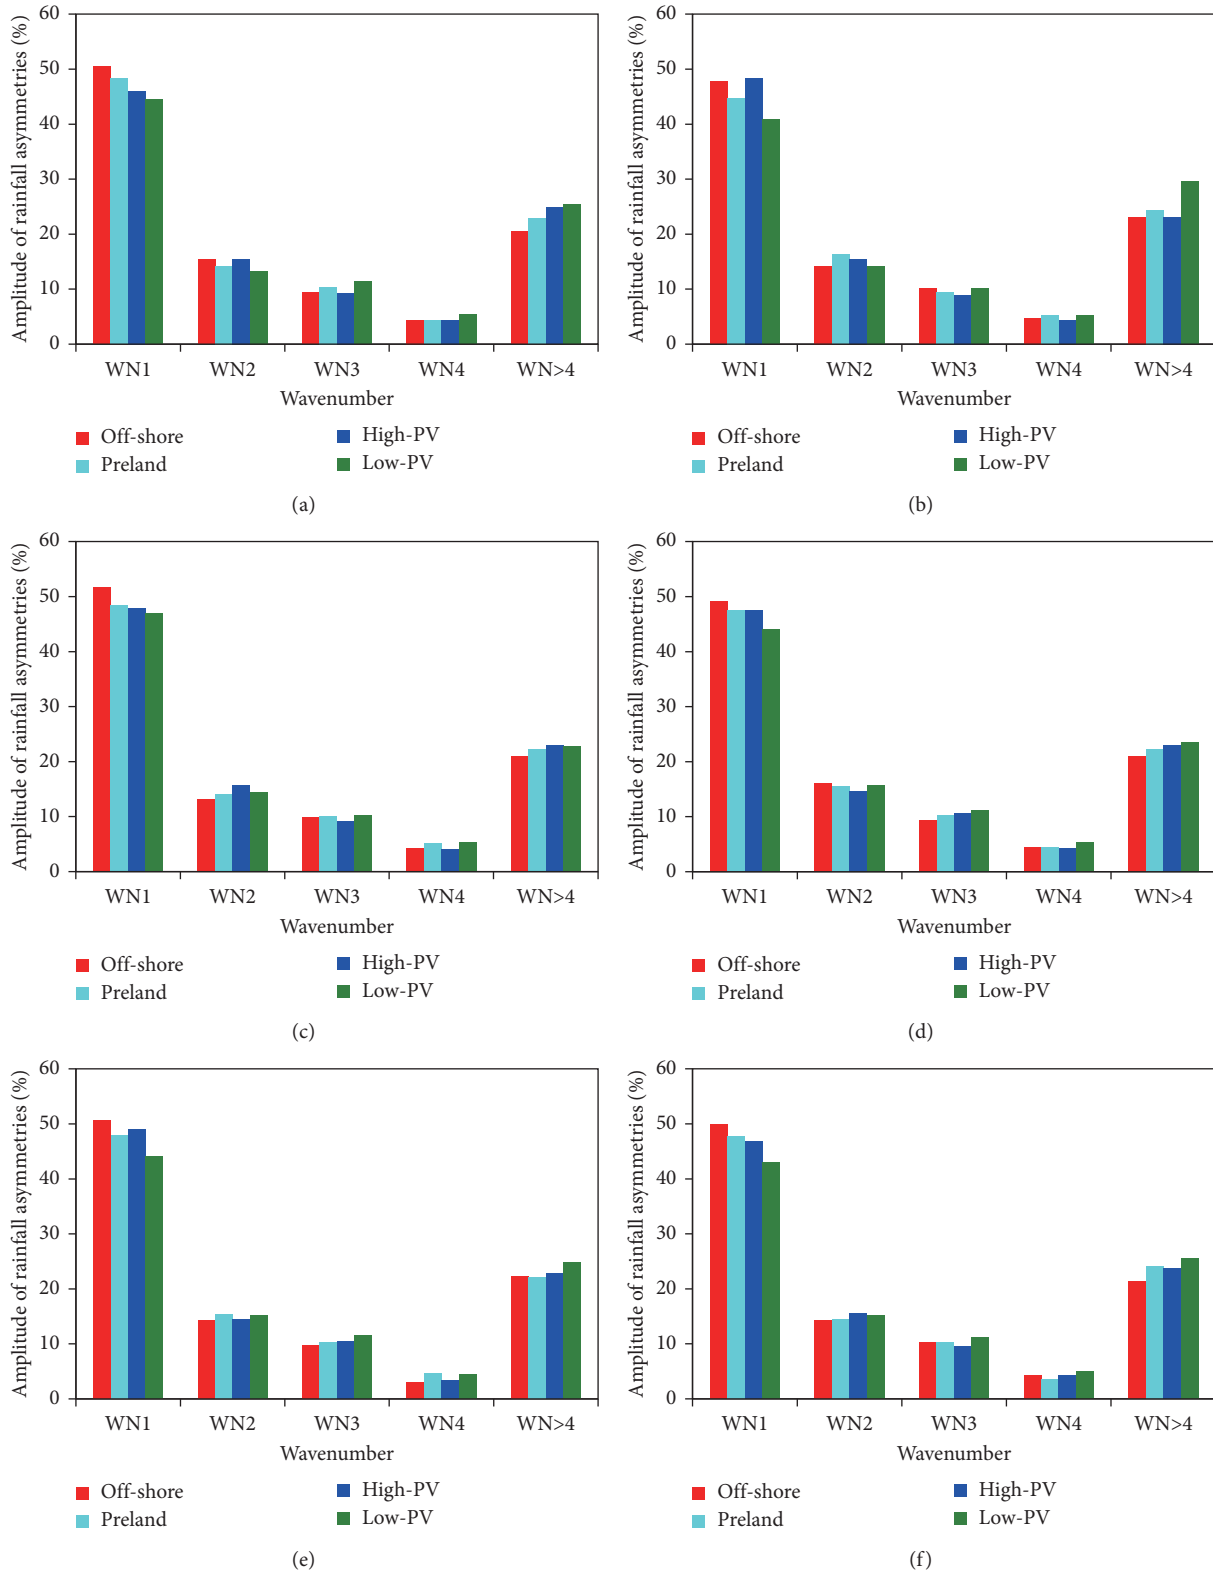 Amplitude of rainfall asymmetries (%)
60
50
40
30
20
10
0
WN1 WN2 WN3 WN4 WN>4
Wavenumber
Off-shore High-PV
Preland Low-PV
(a)
Amplitude of rainfall asymmetries (%)
60
50
40
30
20
10
0
WN1 WN2 WN3 WN4 WN>4
Wavenumber
Off-shore High-PV
Preland Low-PV
(b)
Amplitude of rainfall asymmetries (%)
60
50
40
30
20
10
0
WN1 WN2 WN3 WN4 WN>4
Wavenumber
Off-shore High-PV
Preland Low-PV
(c)
Amplitude of rainfall asymmetries (%)
60
50
40
30
20
10
0
WN1 WN2 WN3 WN4 WN>4
Wavenumber
Off-shore High-PV
Preland Low-PV
(d)
Amplitude of rainfall asymmetries (%)
60
50
40
30
20
10
0
WN1 WN2 WN3 WN4 WN>4
Wavenumber
Off-shore High-PV
Preland Low-PV
(e)
Amplitude of rainfall asymmetries (%)
60
50
40
30
20
10
0
WN1 WN2 WN3 WN4 WN>4
Wavenumber
Off-shore High-PV
Preland Low-PV
(f)